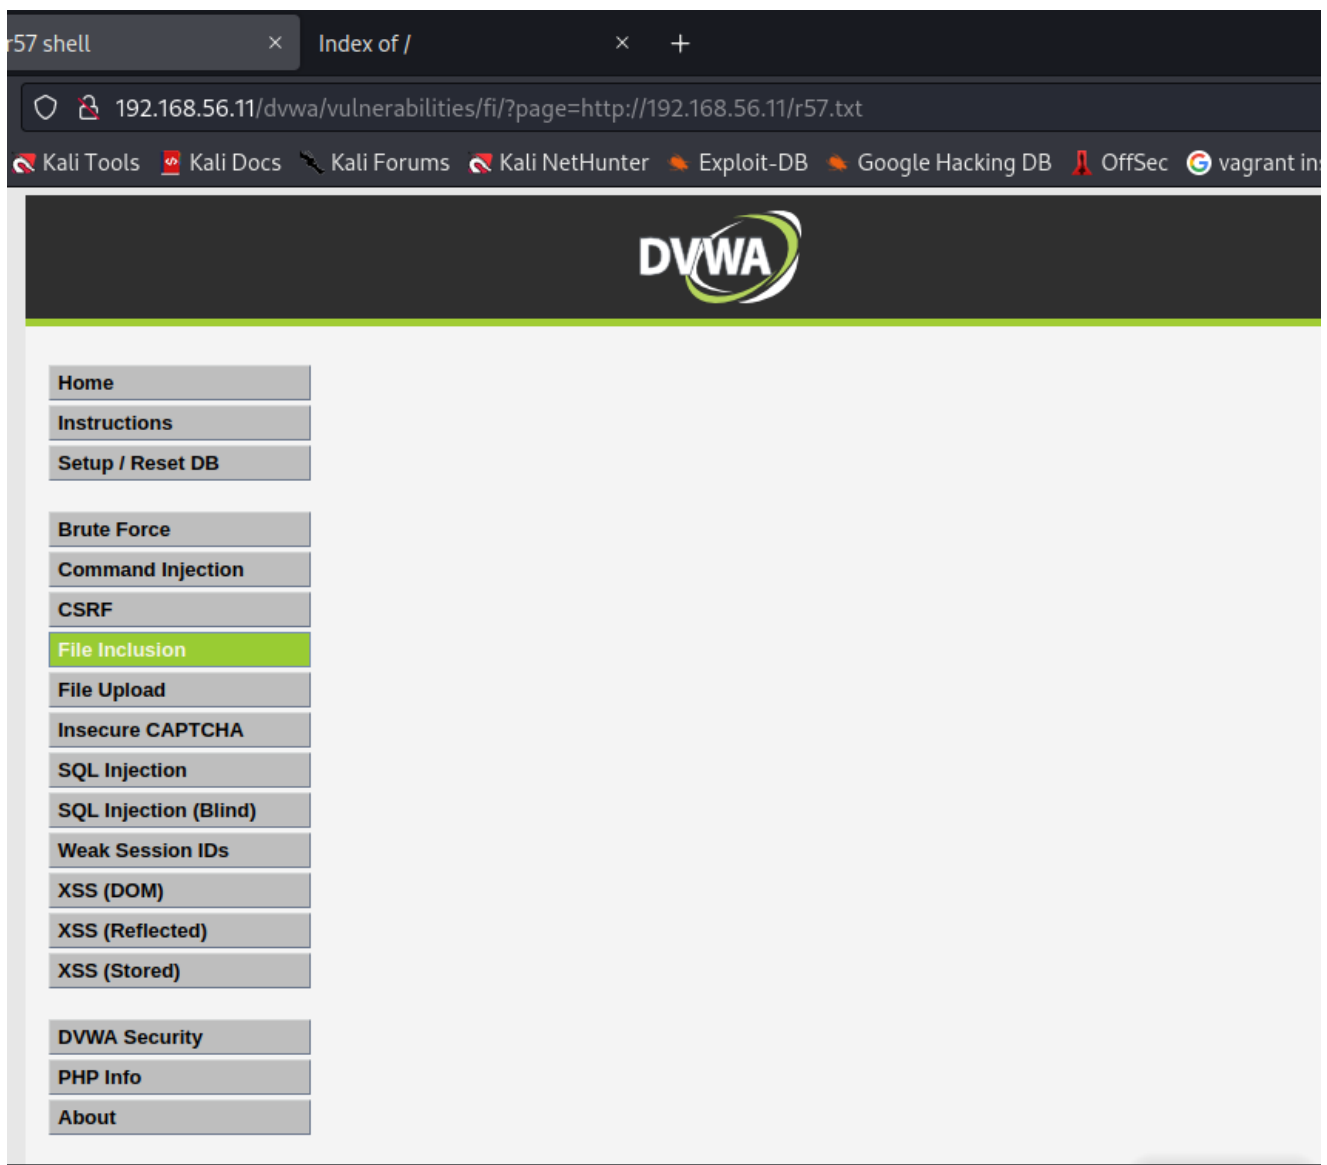 r57 shell
Index of /
192.168.56.11/dvwa/vulnerabilities/fi/?page=http://192.168.56.11/r57.txt
Kali Tools Kali Docs Kali Forums Kali NetHunter Exploit-DB Google Hacking DB OffSec vagrant ins
DVWA
Home
Instructions
Setup / Reset DB
Brute Force
Command Injection
CSRF
File Inclusion
File Upload
Insecure CAPTCHA
SQL Injection
SQL Injection (Blind)
Weak Session IDs
XSS (DOM)
XSS (Reflected)
XSS (Stored)
DVWA Security
PHP Info
About